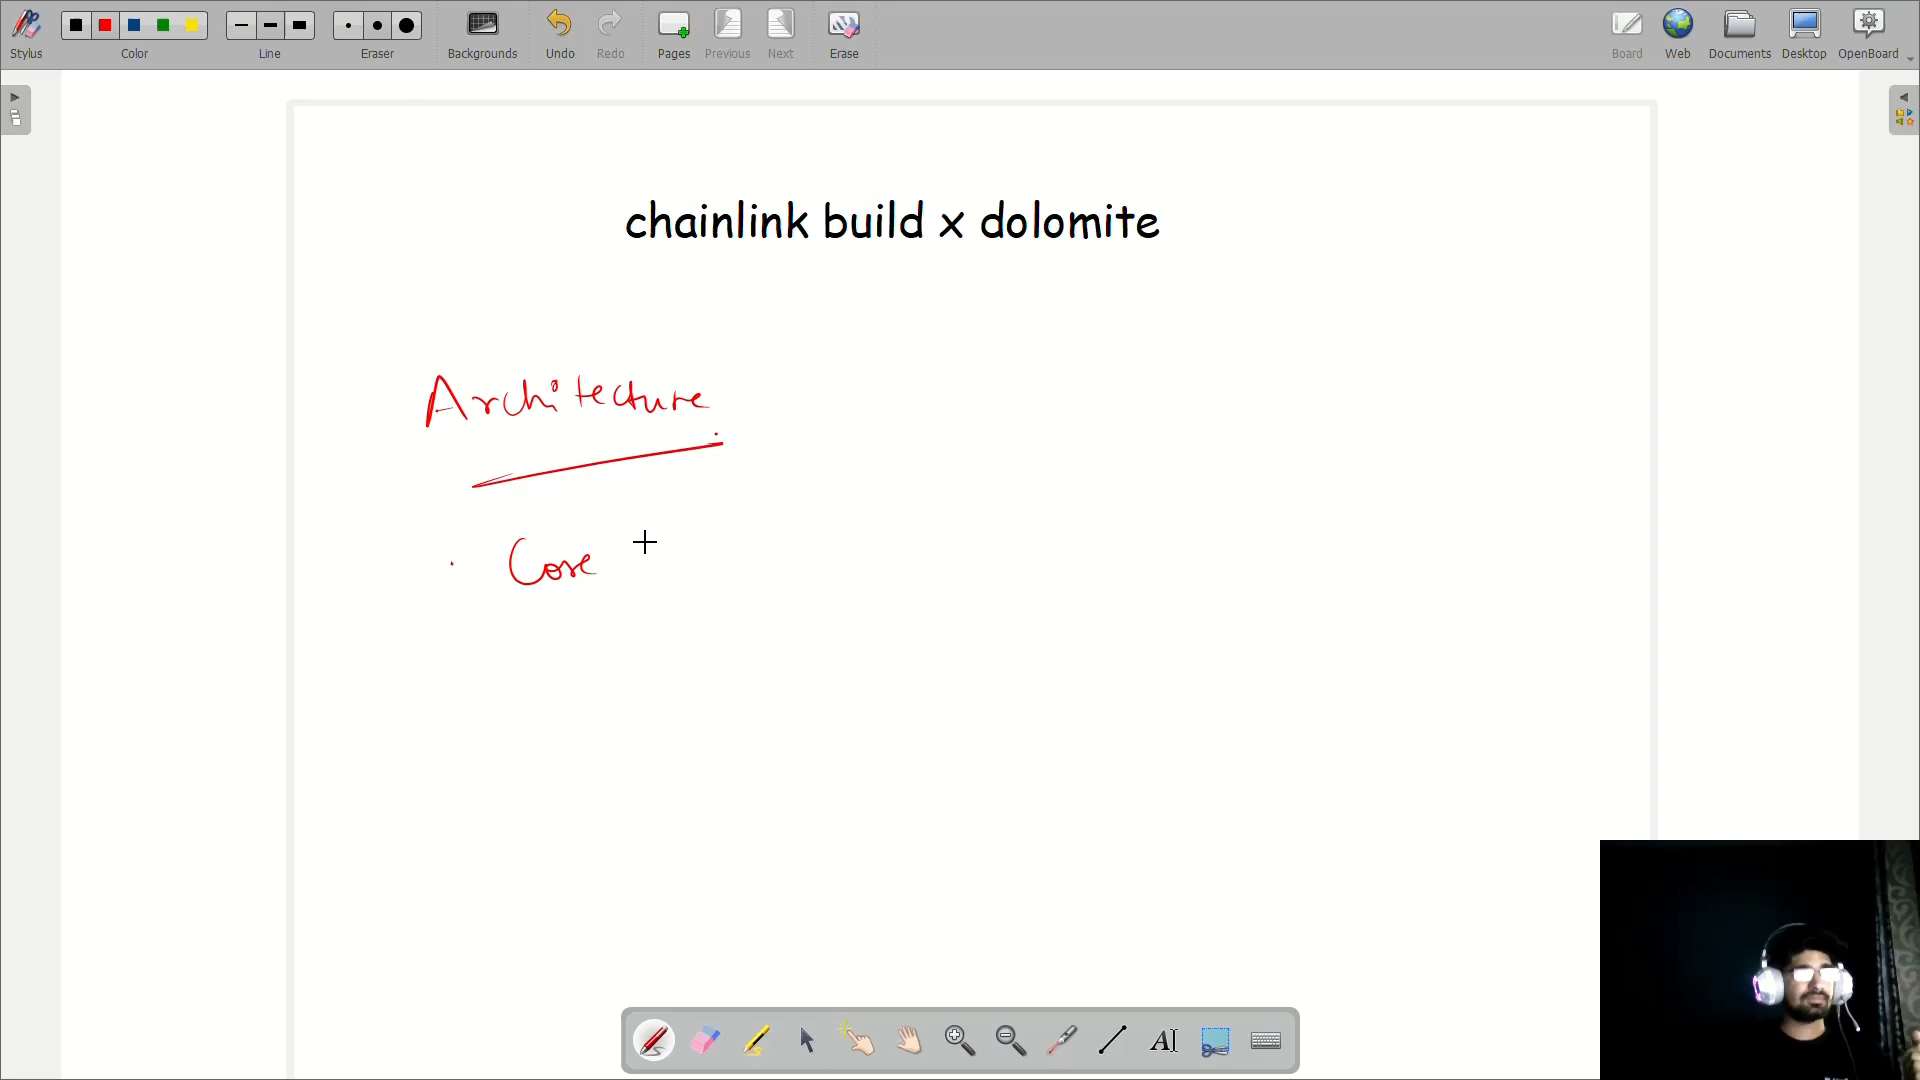 Stylus Color Line Eraser Backgrounds Undo Redo Pages Previous Next Erase Board Web Documents Desktop OpenBoard
chainlink build x dolomite
Architecture
. Core
AI